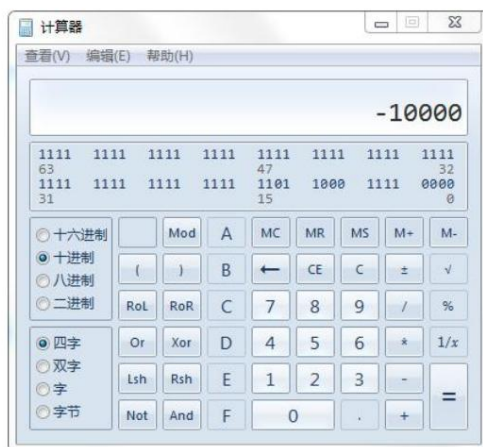 计算器
查看(V) 编辑(E) 帮助(H)
-10000
1111 1111 1111 1111 1111 1111 1111 1111
63 47 32
1111 1111 1111 1111 1101 1000 1111 0000
31 15 0
十六进制 Mod A MC MR MS M+ M-
十进制
八进制 ( ) B ← CE C ± √
二进制 RoL RoR C 7 8 9 / %
四字 Or Xor D 4 5 6 * 1/x
双字
字 Lsh Rsh E 1 2 3 - =
字节 Not And F 0 . +